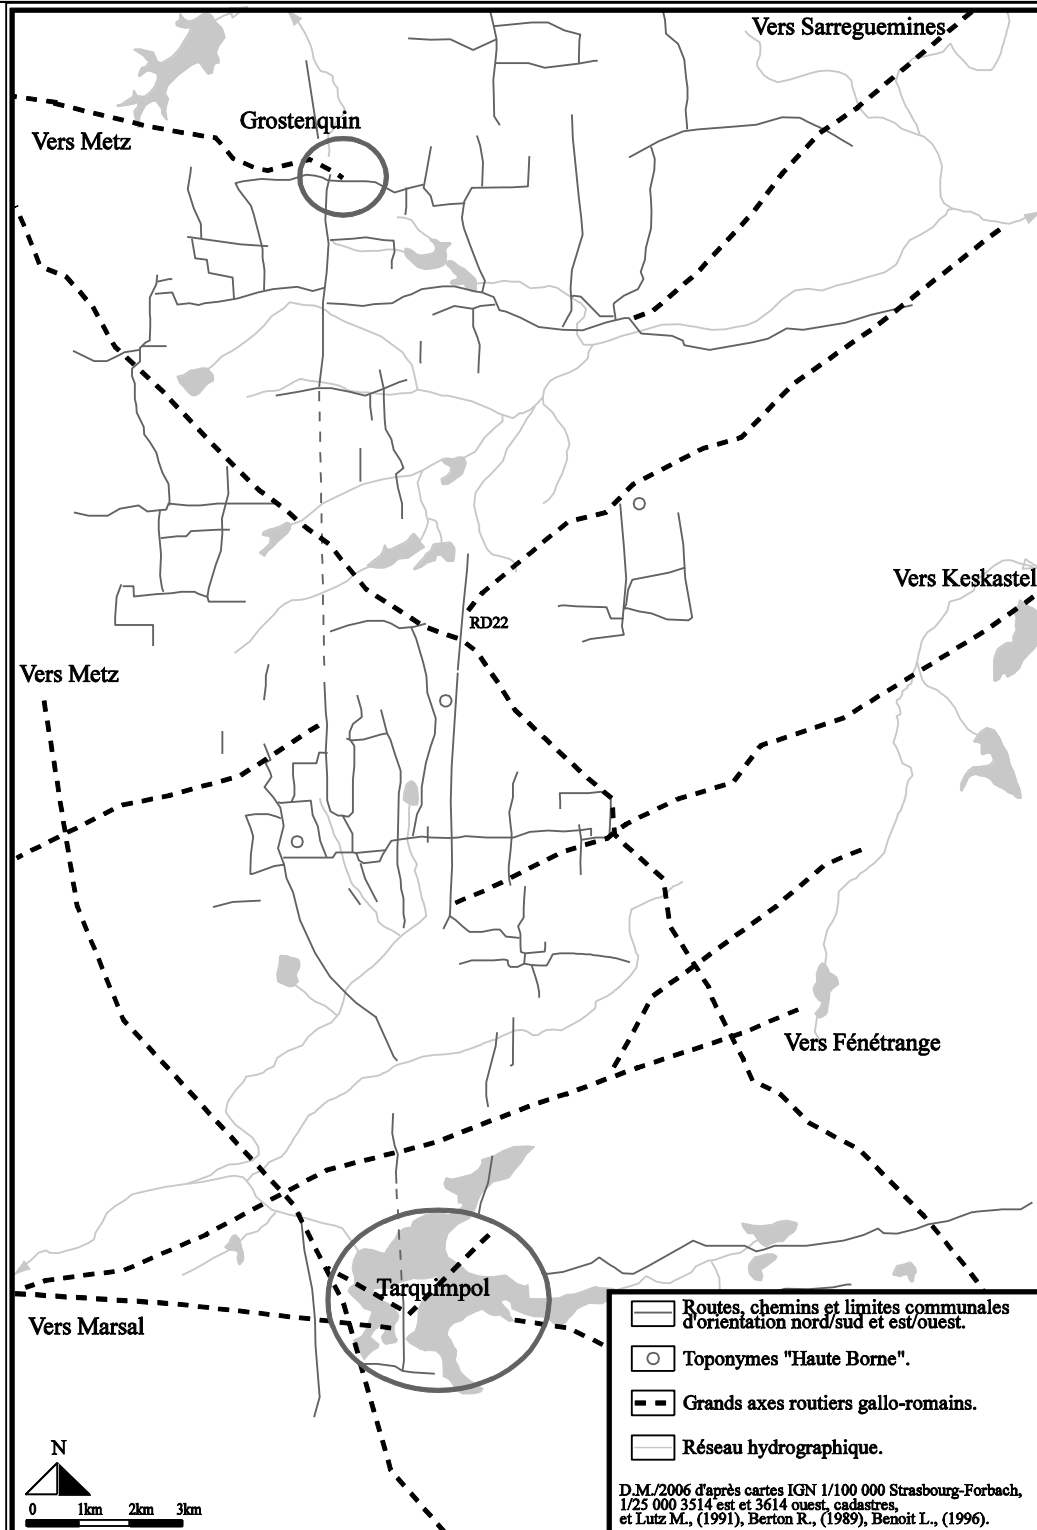 Vers Sarreguemines
Grostenquin
Vers Metz
Vers Keskastel
RD22
Vers Metz
Vers Fénétrange
Tarquimpol
Vers Marsal
Routes, chemins et limites communales
d'orientation nord/sud et est/ouest.
Toponymes "Haute Borne".
Grands axes routiers gallo-romains.
Réseau hydrographique.
N
0 1km 2km 3km
D.M./2006 d'après cartes IGN 1/100 000 Strasbourg-Forbach,
1/25 000 3514 est et 3614 ouest, cadastres,
et Lutz M., (1991), Berton R., (1989), Benoit L., (1996).